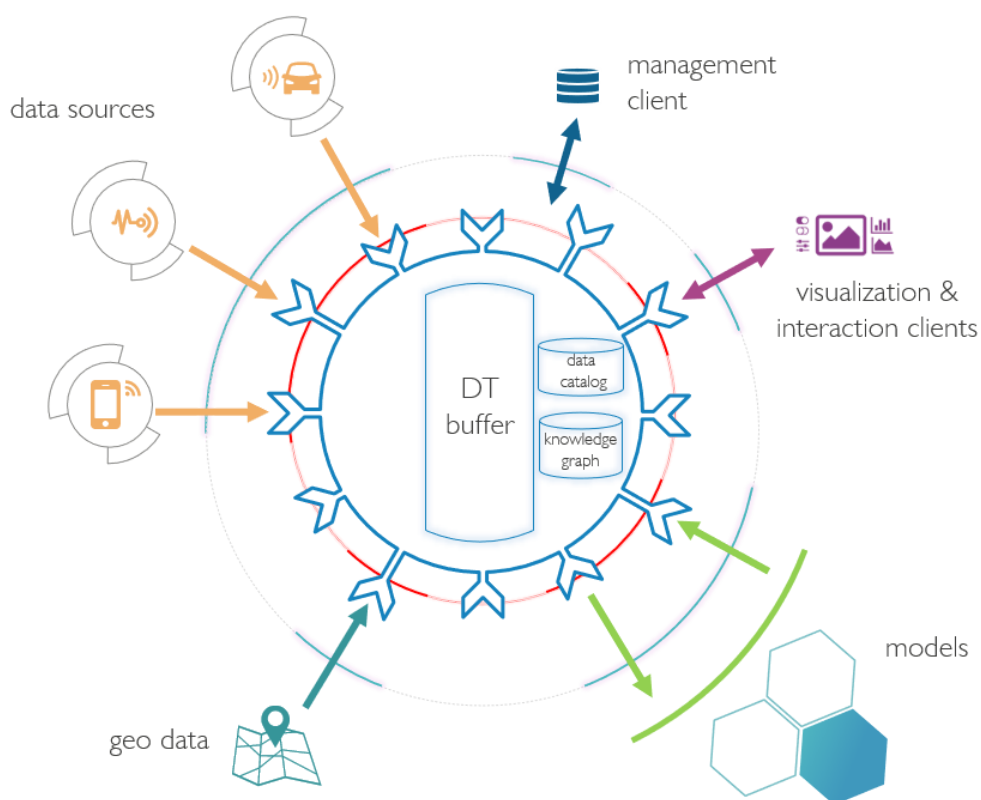 management
client
data sources
visualization &
interaction clients
data
catalog
DT
buffer
knowledge
graph
models
geo data